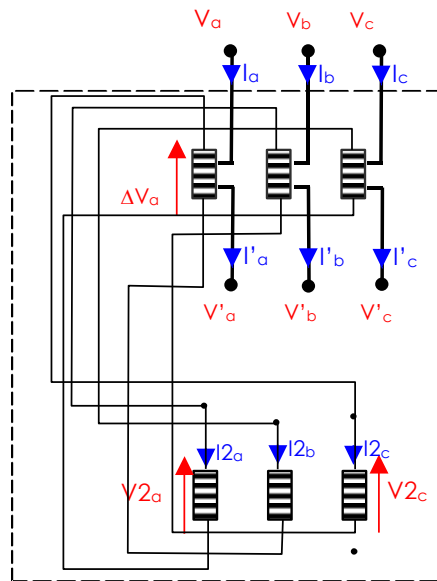 Va Vb Vc
Ia Ib Ic
ΔVa
I'a I'b I'c
V'a V'b V'c
I2a I2b I2c
V2a V2c